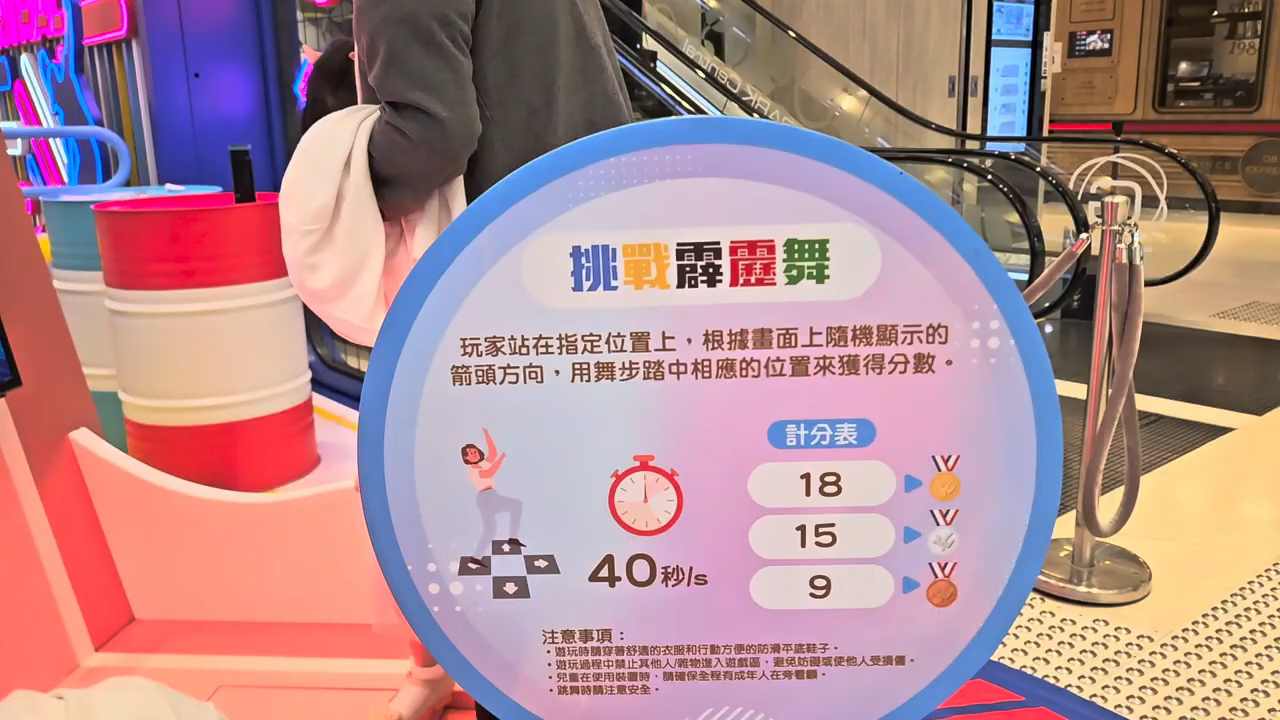 挑戰霹靂舞
玩家站在指定位置上，根據畫面上隨機顯示的
箭頭方向，用舞步踏中相應的位置來獲得分數。
計分表
18
15
9
40秒/s
注意事項：
• 遊玩時請穿著舒適的衣服和行動方便的防滑平底鞋子。
• 遊玩過程中禁止其他人/雜物進入遊戲區，避免妨礙或使他人受損傷。
• 兒童在使用裝置時，請確保全程有成年人在旁看顧。
• 跳舞時請注意安全。
198